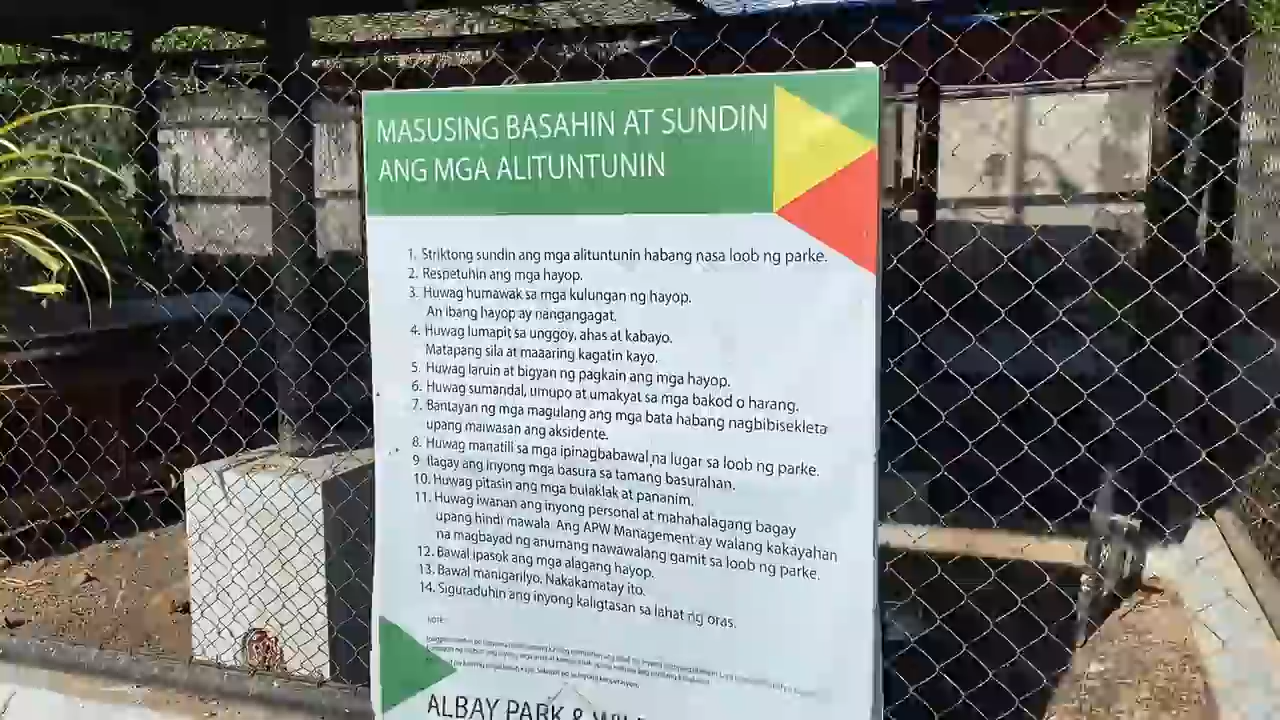 MASUSING BASAHIN AT SUNDIN
ANG MGA ALITUNTUNIN
1. Striktong sundin ang mga alituntunin habang nasa loob ng parke.
2. Respetuhin ang mga hayop.
3. Huwag humawak sa mga kulungan ng hayop.
An ibang hayop ay nangangagat.
4. Huwag lumapit sa unggoy, ahas at kabayo.
Matapang sila at maaaring kagatin kayo.
5. Huwag laruin at bigyan ng pagkain ang mga hayop.
6. Huwag sumandal, umupo at umakyat sa mga bakod o harang.
7. Bantayan ng mga magulang ang mga bata habang nagbibisekleta
upang maiwasan ang aksidente.
8. Huwag manatili sa mga ipinagbabawal na lugar sa loob ng parke.
9 Ilagay ang inyong mga basura sa tamang basurahan.
10. Huwag pitasin ang mga bulaklak at pananim.
11. Huwag iwanan ang inyong personal at mahahalagang bagay
upang hindi mawala. Ang APW Management ay walang kakayahan
na magbayad ng anumang nawawalang gamit sa loob ng parke.
12. Bawal ipasok ang mga alagang hayop.
13. Bawal manigarilyo. Nakakamatay ito.
14. Siguraduhin ang inyong kaligtasan sa lahat ng oras.
NOTE:
ALBAY PARK &